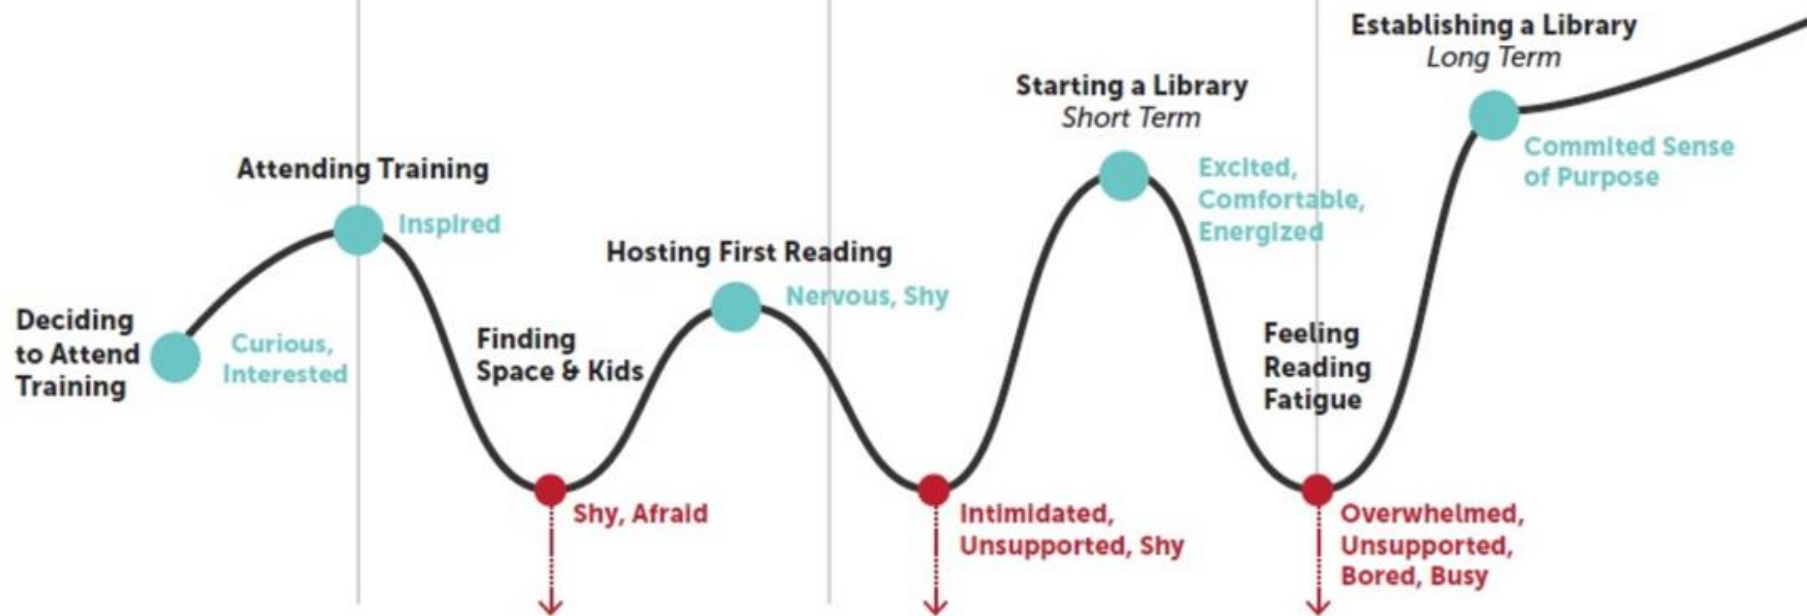 Deciding
to Attend
Training
Curious,
Interested
Attending Training
Inspired
Finding
Space & Kids
Shy, Afraid
Hosting First Reading
Nervous, Shy
Intimidated,
Unsupported, Shy
Starting a Library
Short Term
Excited,
Comfortable,
Energized
Feeling
Reading
Fatigue
Overwhelmed,
Unsupported,
Bored, Busy
Establishing a Library
Long Term
Commited Sense
of Purpose